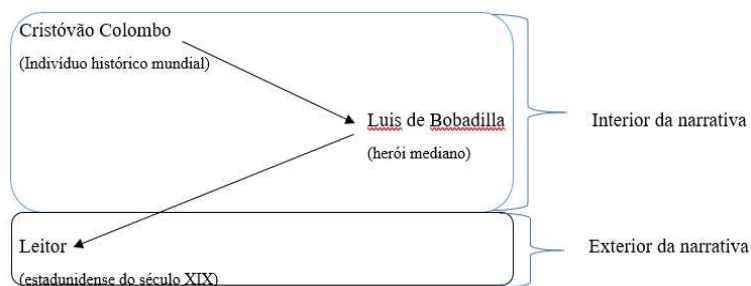 Cristóvão Colombo
(Indivíduo histórico mundial)
Luis de Bobadilla
(herói mediano)
Interior da narrativa
Leitor
(estadunidense do século XIX)
Exterior da narrativa